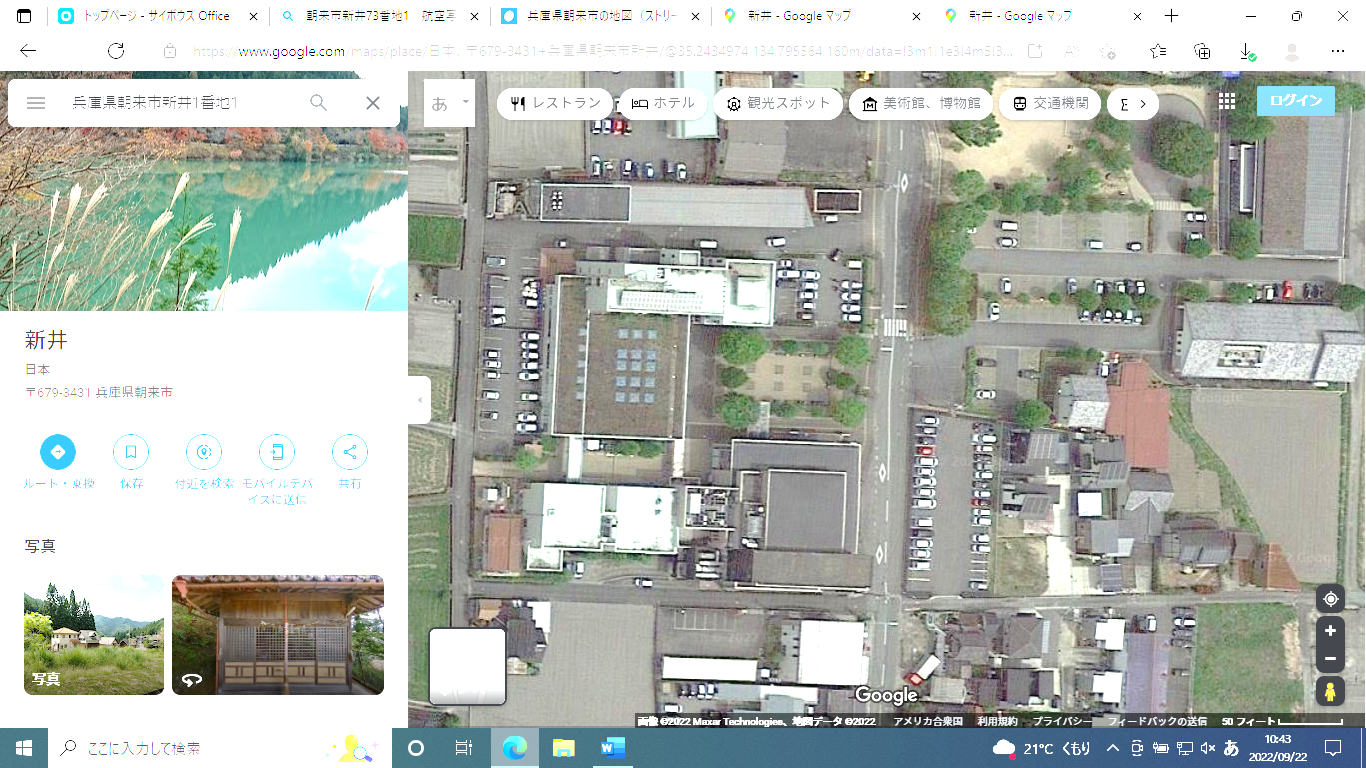 トップページ - サイボウズ Office
朝来市新井73番地1 航空写
兵庫県朝来市の地図（ストリー
新井 - Google マップ
新井 - Google マップ
https://www.google.com/maps/place/日本、〒679-3431+兵庫県朝来市新井/@35.2434974,134.795564,160m/data=!3m1!1e3!4m5!3...
兵庫県朝来市新井1番地1
あ
レストラン
ホテル
観光スポット
美術館、博物館
交通機関
ログイン
新井
日本
〒679-3431 兵庫県朝来市
ルート・乗換
保存
付近を検索
モバイルデバイスに送信
共有
写真
写真
Google
画像 ©2022 Maxar Technologies、地図データ ©2022
アメリカ合衆国
利用規約
プライバシー
フィードバックの送信
50 フィート
ここに入力して検索
21°C くもり
あ
10:43
2022/09/22